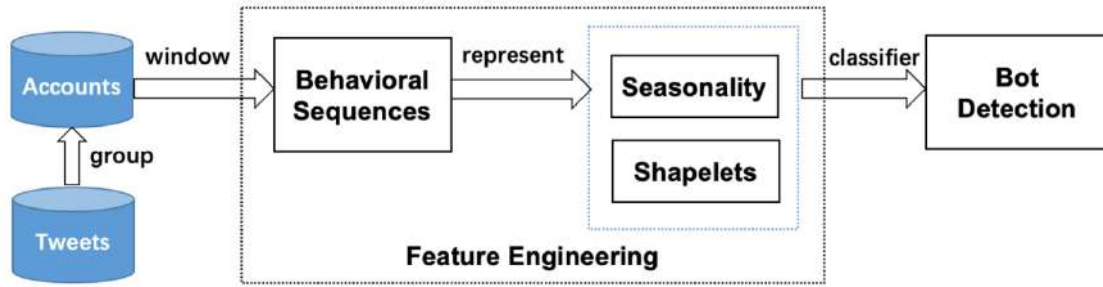 Accounts
window
group
Tweets
Behavioral
Sequences
represent
Seasonality
Shapelets
Feature Engineering
classifier
Bot
Detection